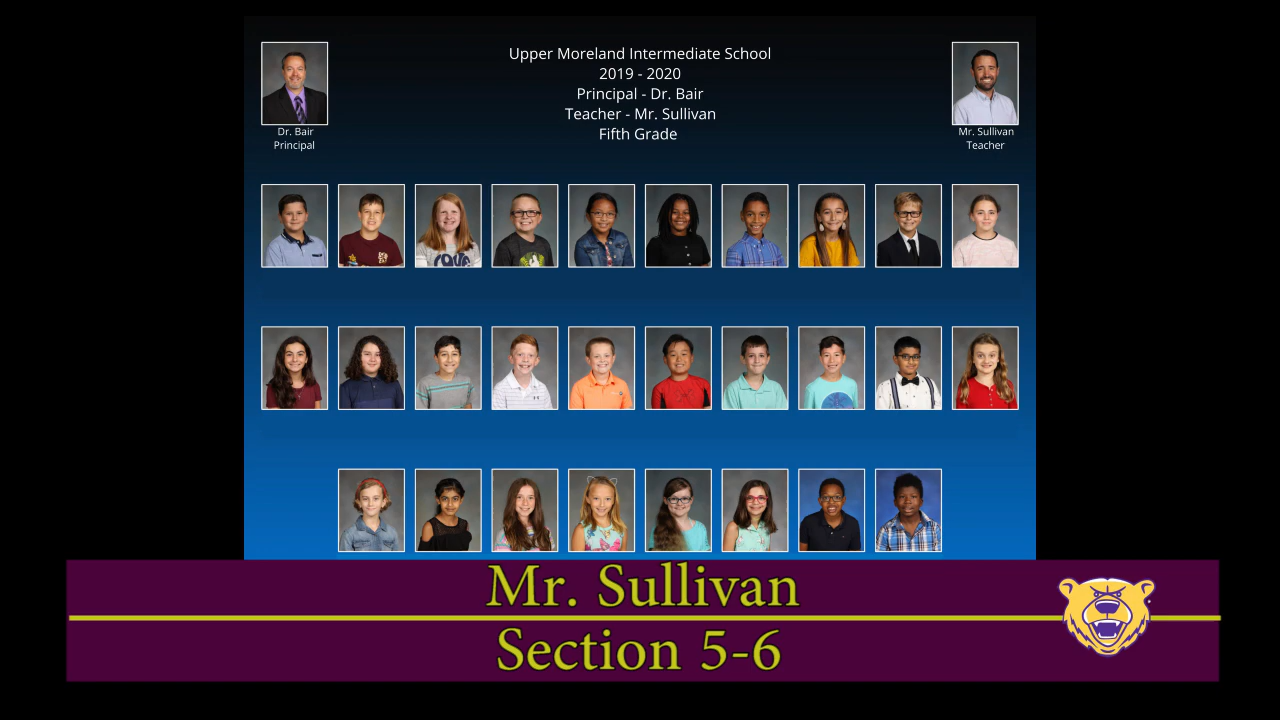 Upper Moreland Intermediate School
2019 - 2020
Principal - Dr. Bair
Teacher - Mr. Sullivan
Fifth Grade
Dr. Bair
Principal
Mr. Sullivan
Teacher
Mr. Sullivan
Section 5-6